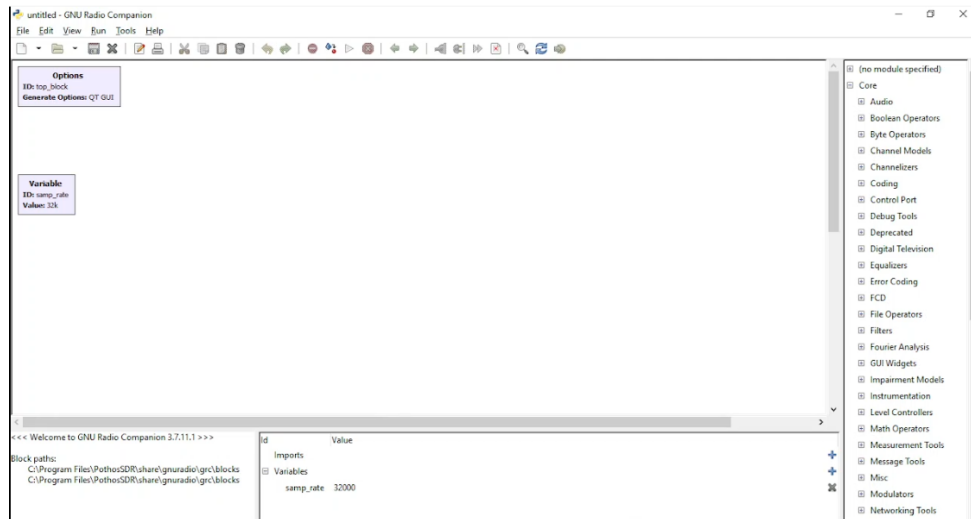 untitled - GNU Radio Companion
File Edit View Run Tools Help
Options
ID: top_block
Generate Options: QT GUI
Variable
ID: samp_rate
Value: 32k
(no module specified)
Core
Audio
Boolean Operators
Byte Operators
Channel Models
Channelizers
Coding
Control Port
Debug Tools
Deprecated
Digital Television
Equalizers
Error Coding
FCD
File Operators
Filters
Fourier Analysis
GUI Widgets
Impairment Models
Instrumentation
Level Controllers
Math Operators
Measurement Tools
Message Tools
Misc
Modulators
Networking Tools
<<< Welcome to GNU Radio Companion 3.7.11.1 >>>
Block paths:
C:\Program Files\PothosSDR\share\gnuradio\grc\blocks
C:\Program Files\PothosSDR\share\gnuradio\grc\blocks
Id Value
Imports
Variables
samp_rate 32000